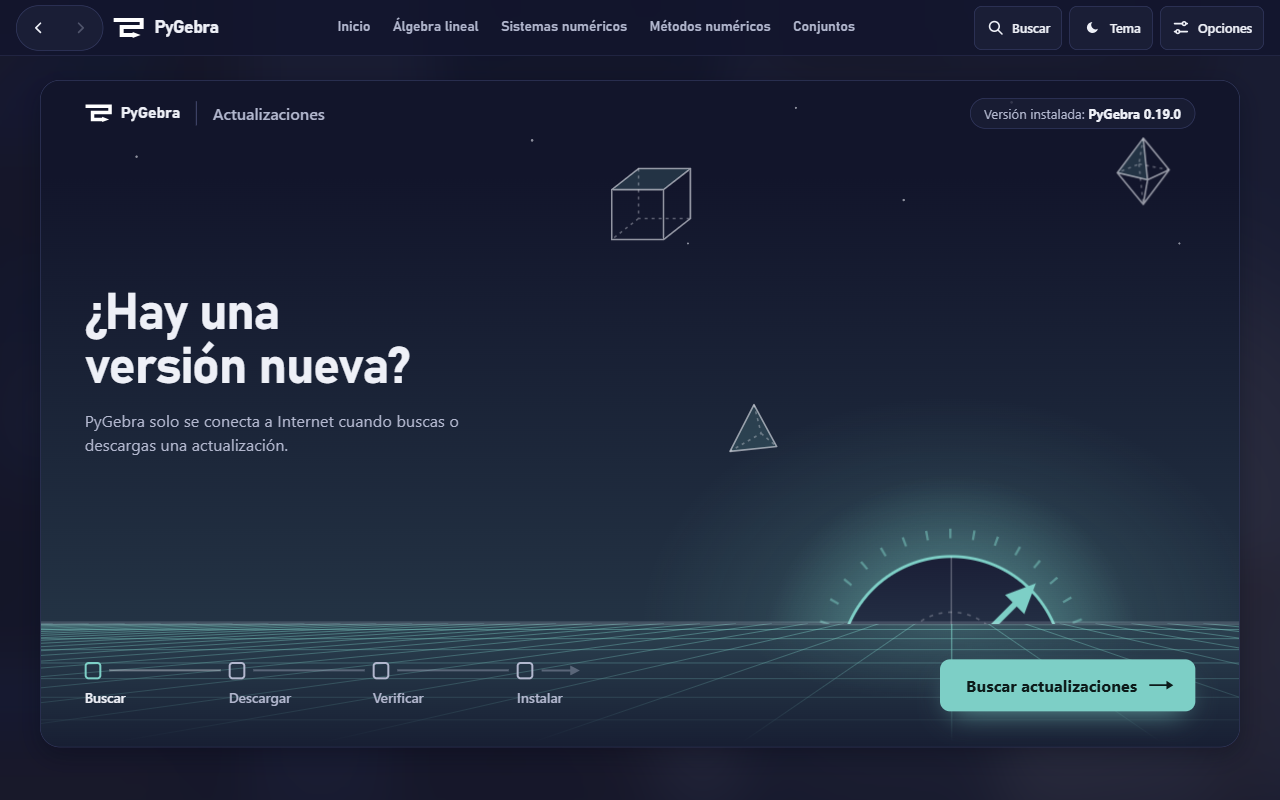 PyGebra
Inicio
Álgebra lineal
Sistemas numéricos
Métodos numéricos
Conjuntos
Buscar
Tema
Opciones
PyGebra
Actualizaciones
Versión instalada: PyGebra 0.19.0
¿Hay una
versión nueva?
PyGebra solo se conecta a Internet cuando buscas o
descargas una actualización.
Buscar
Descargar
Verificar
Instalar
Buscar actualizaciones